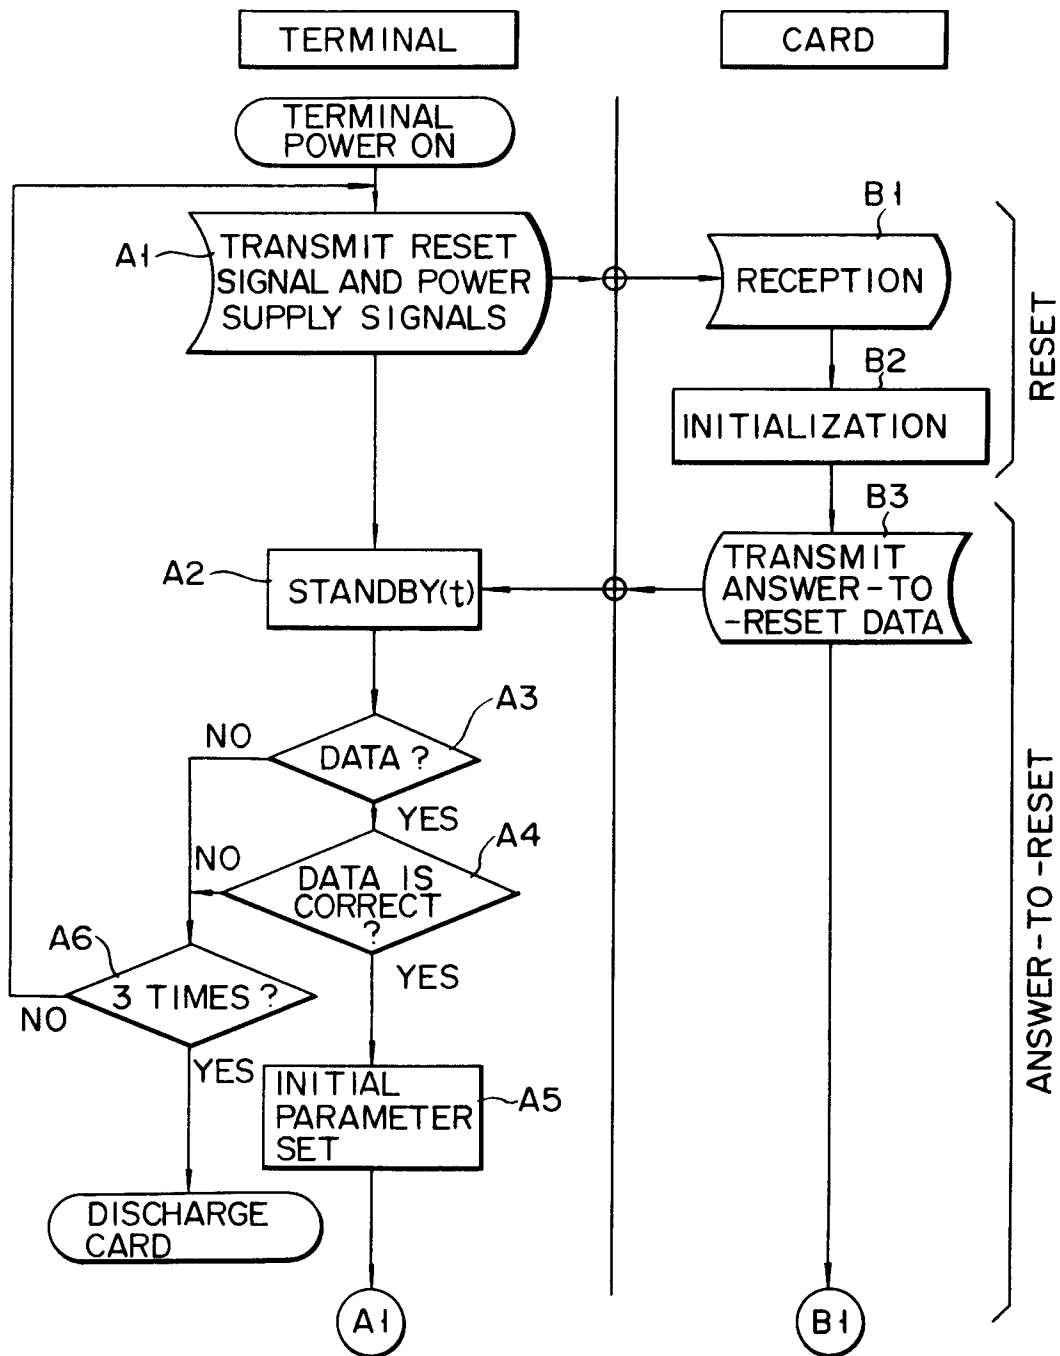 TERMINAL
CARD
TERMINAL
POWER ON
A1
TRANSMIT RESET
SIGNAL AND POWER
SUPPLY SIGNALS
B1
RECEPTION
B2
INITIALIZATION
RESET
B3
TRANSMIT
ANSWER-TO
-RESET DATA
A2
STANDBY(t)
A3
DATA ?
NO
YES
A4
DATA IS
CORRECT
?
NO
YES
A6
3 TIMES ?
NO
YES
A5
INITIAL
PARAMETER
SET
DISCHARGE
CARD
ANSWER-TO-RESET
A1
B1